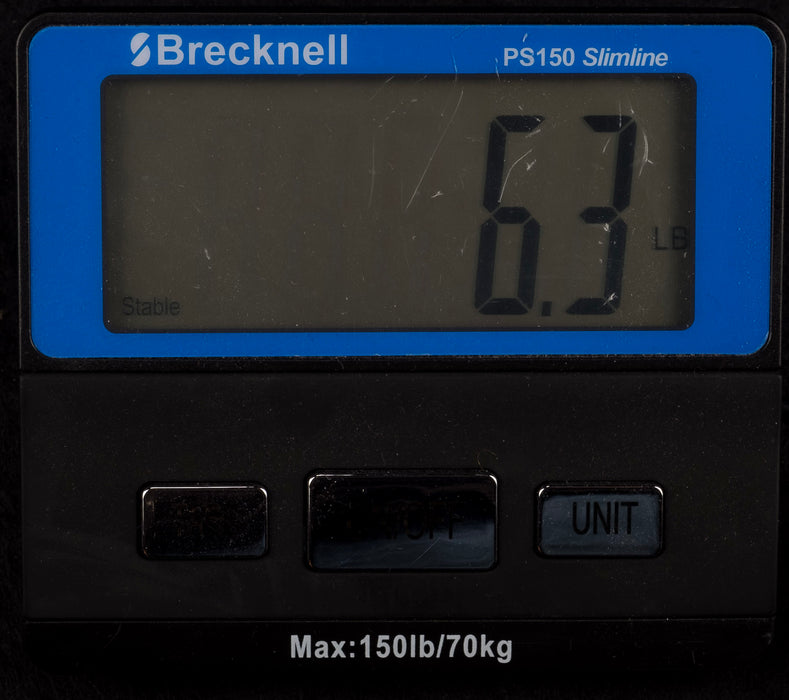 Brecknell
PS150 Slimline
6.3
LB
Stable
UNIT
Max:150lb/70kg